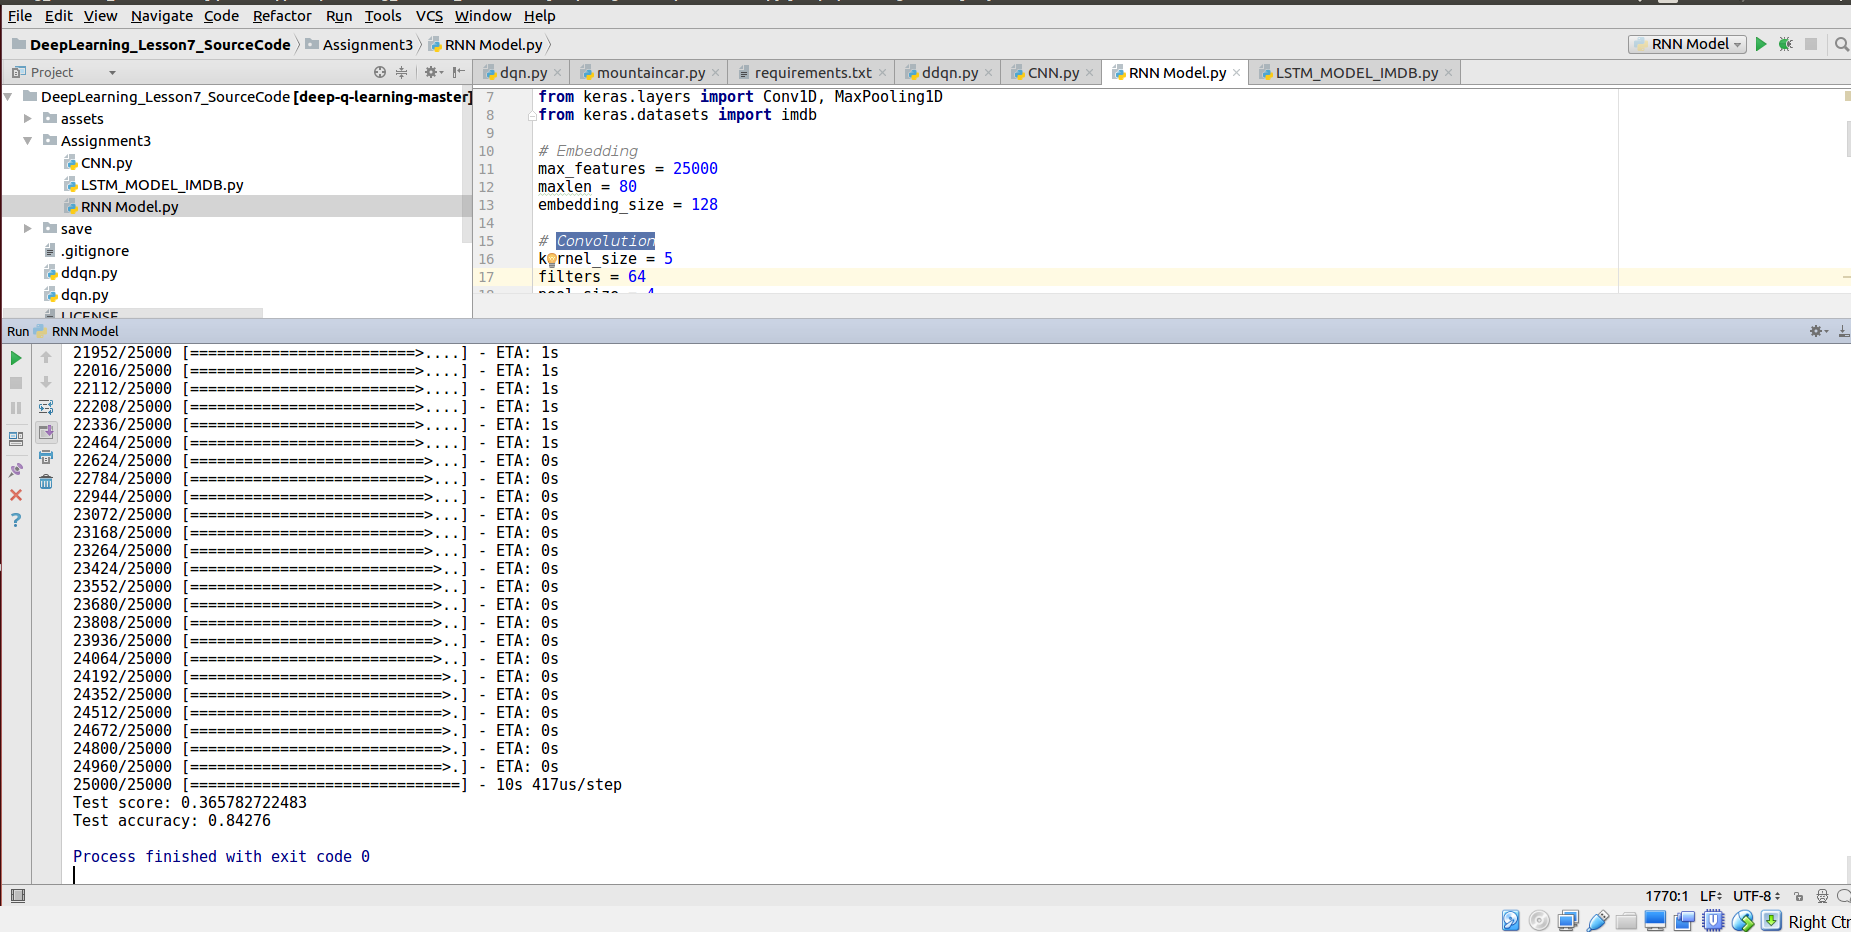 File Edit View Navigate Code Refactor Run Tools VCS Window Help
DeepLearning_Lesson7_SourceCode Assignment3 RNN Model.py
RNN Model
Project
dqn.py mountaincar.py requirements.txt ddqn.py CNN.py RNN Model.py LSTM_MODEL_IMDB.py
DeepLearning_Lesson7_SourceCode [deep-q-learning-master]
assets
Assignment3
CNN.py
LSTM_MODEL_IMDB.py
RNN Model.py
save
.gitignore
ddqn.py
dqn.py
LICENSE
7 from keras.layers import Conv1D, MaxPooling1D
8 from keras.datasets import imdb
9
10 # Embedding
11 max_features = 25000
12 maxlen = 80
13 embedding_size = 128
14
15 # Convolution
16 kernel_size = 5
17 filters = 64
18 pool_size = 4
Run RNN Model
21952/25000 [=========================>....] - ETA: 1s
22016/25000 [=========================>....] - ETA: 1s
22112/25000 [=========================>....] - ETA: 1s
22208/25000 [=========================>....] - ETA: 1s
22336/25000 [=========================>....] - ETA: 1s
22464/25000 [=========================>....] - ETA: 1s
22624/25000 [==========================>...] - ETA: 0s
22784/25000 [==========================>...] - ETA: 0s
22944/25000 [==========================>...] - ETA: 0s
23072/25000 [==========================>...] - ETA: 0s
23168/25000 [==========================>...] - ETA: 0s
23264/25000 [==========================>...] - ETA: 0s
23424/25000 [===========================>..] - ETA: 0s
23552/25000 [===========================>..] - ETA: 0s
23680/25000 [===========================>..] - ETA: 0s
23808/25000 [===========================>..] - ETA: 0s
23936/25000 [===========================>..] - ETA: 0s
24064/25000 [===========================>..] - ETA: 0s
24192/25000 [============================>.] - ETA: 0s
24352/25000 [============================>.] - ETA: 0s
24512/25000 [============================>.] - ETA: 0s
24672/25000 [============================>.] - ETA: 0s
24800/25000 [============================>.] - ETA: 0s
24960/25000 [============================>.] - ETA: 0s
25000/25000 [==============================] - 10s 417us/step
Test score: 0.365782722483
Test accuracy: 0.84276
Process finished with exit code 0
1770:1 LF UTF-8
Right Ctr